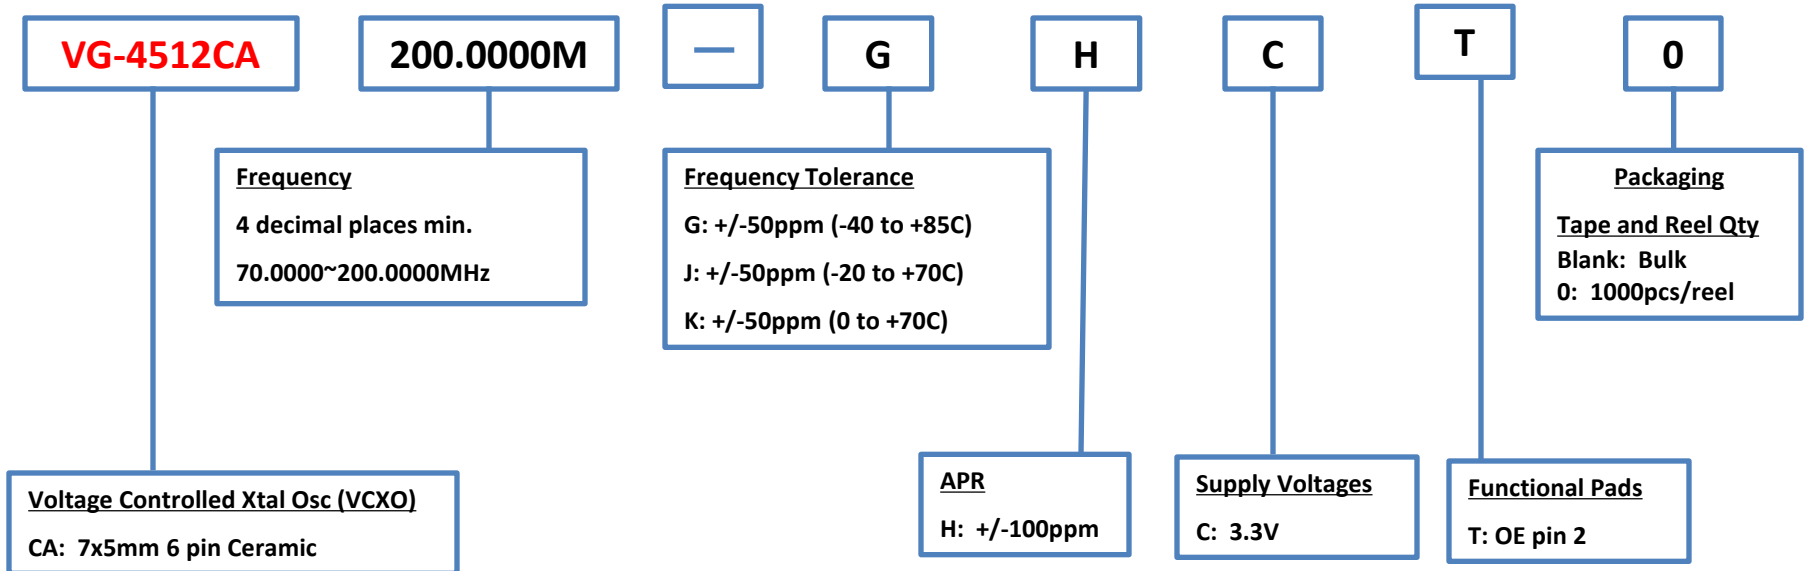 VG-4512CA 200.0000M — G H C T 0
Frequency
4 decimal places min.
70.0000~200.0000MHz
Frequency Tolerance
G: +/-50ppm (-40 to +85C)
J: +/-50ppm (-20 to +70C)
K: +/-50ppm (0 to +70C)
Packaging
Tape and Reel Qty
Blank: Bulk
0: 1000pcs/reel
Voltage Controlled Xtal Osc (VCXO)
CA: 7x5mm 6 pin Ceramic
APR
H: +/-100ppm
Supply Voltages
C: 3.3V
Functional Pads
T: OE pin 2